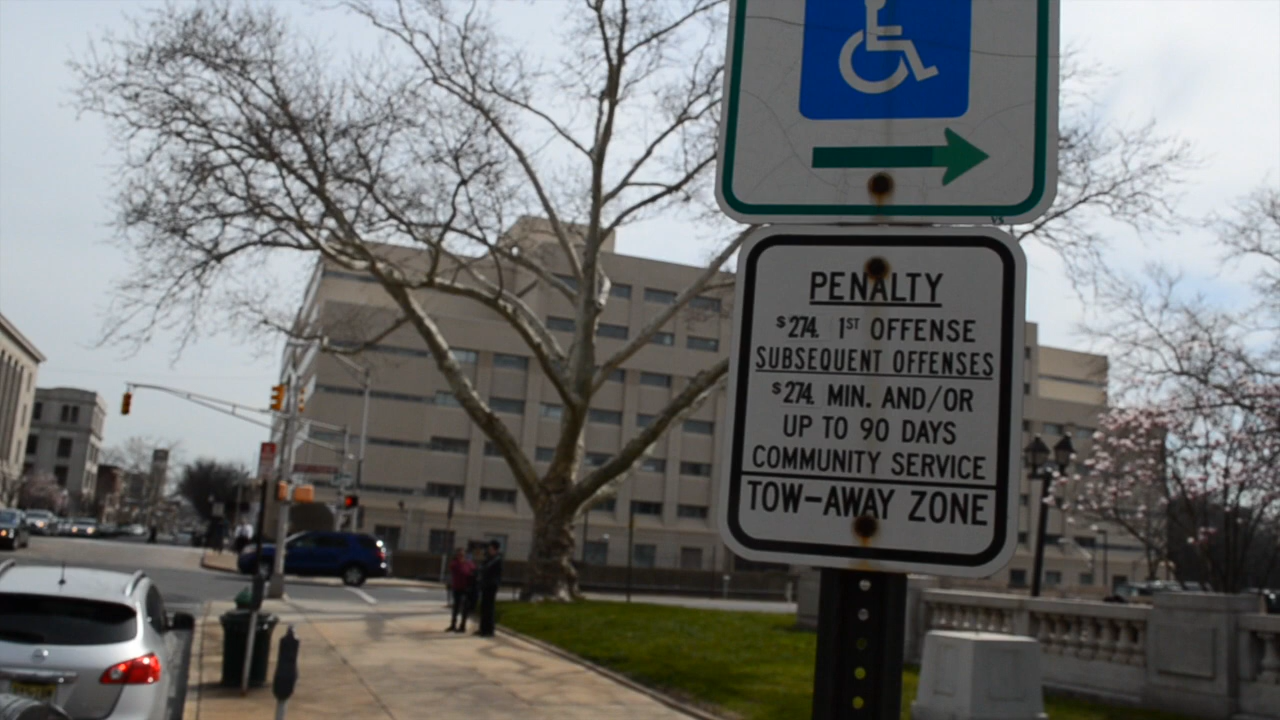 PENALTY
$274. 1ST OFFENSE
SUBSEQUENT OFFENSES
$274. MIN. AND/OR
UP TO 90 DAYS
COMMUNITY SERVICE
TOW-AWAY ZONE